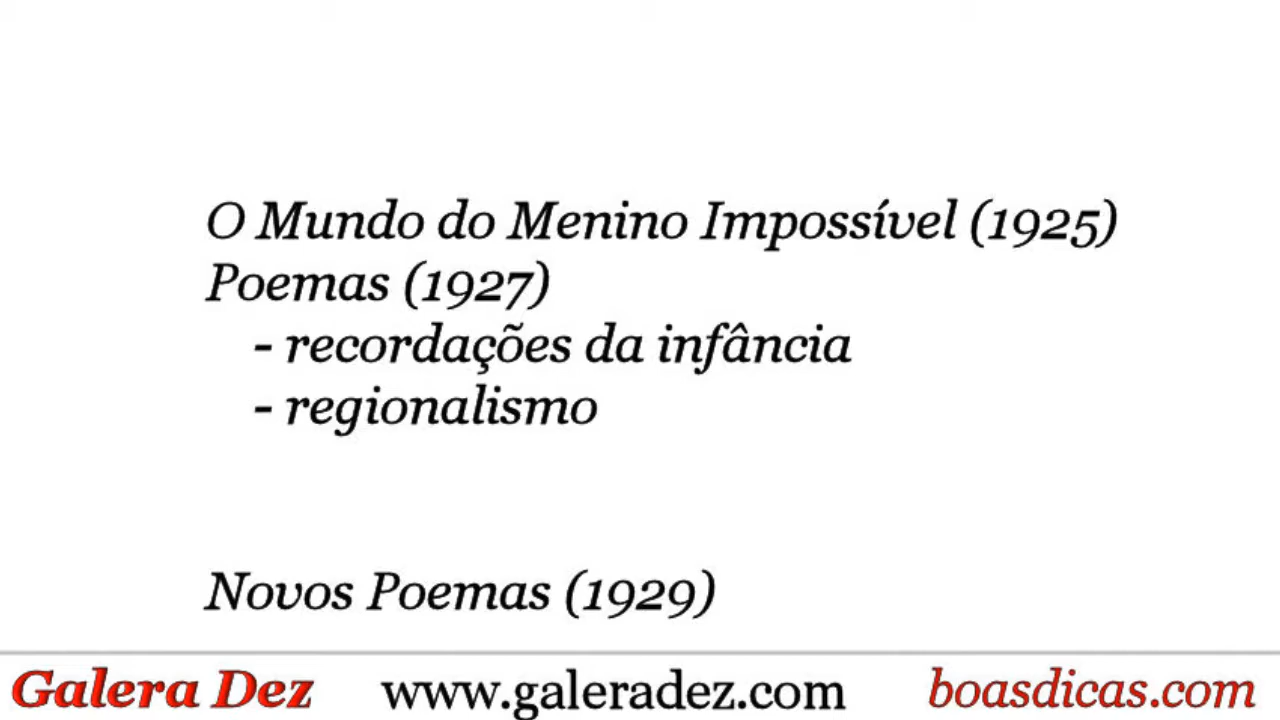 O Mundo do Menino Impossível (1925)
Poemas (1927)
- recordações da infância
- regionalismo
Novos Poemas (1929)
Galera Dez www.galeradez.com boasdicas.com